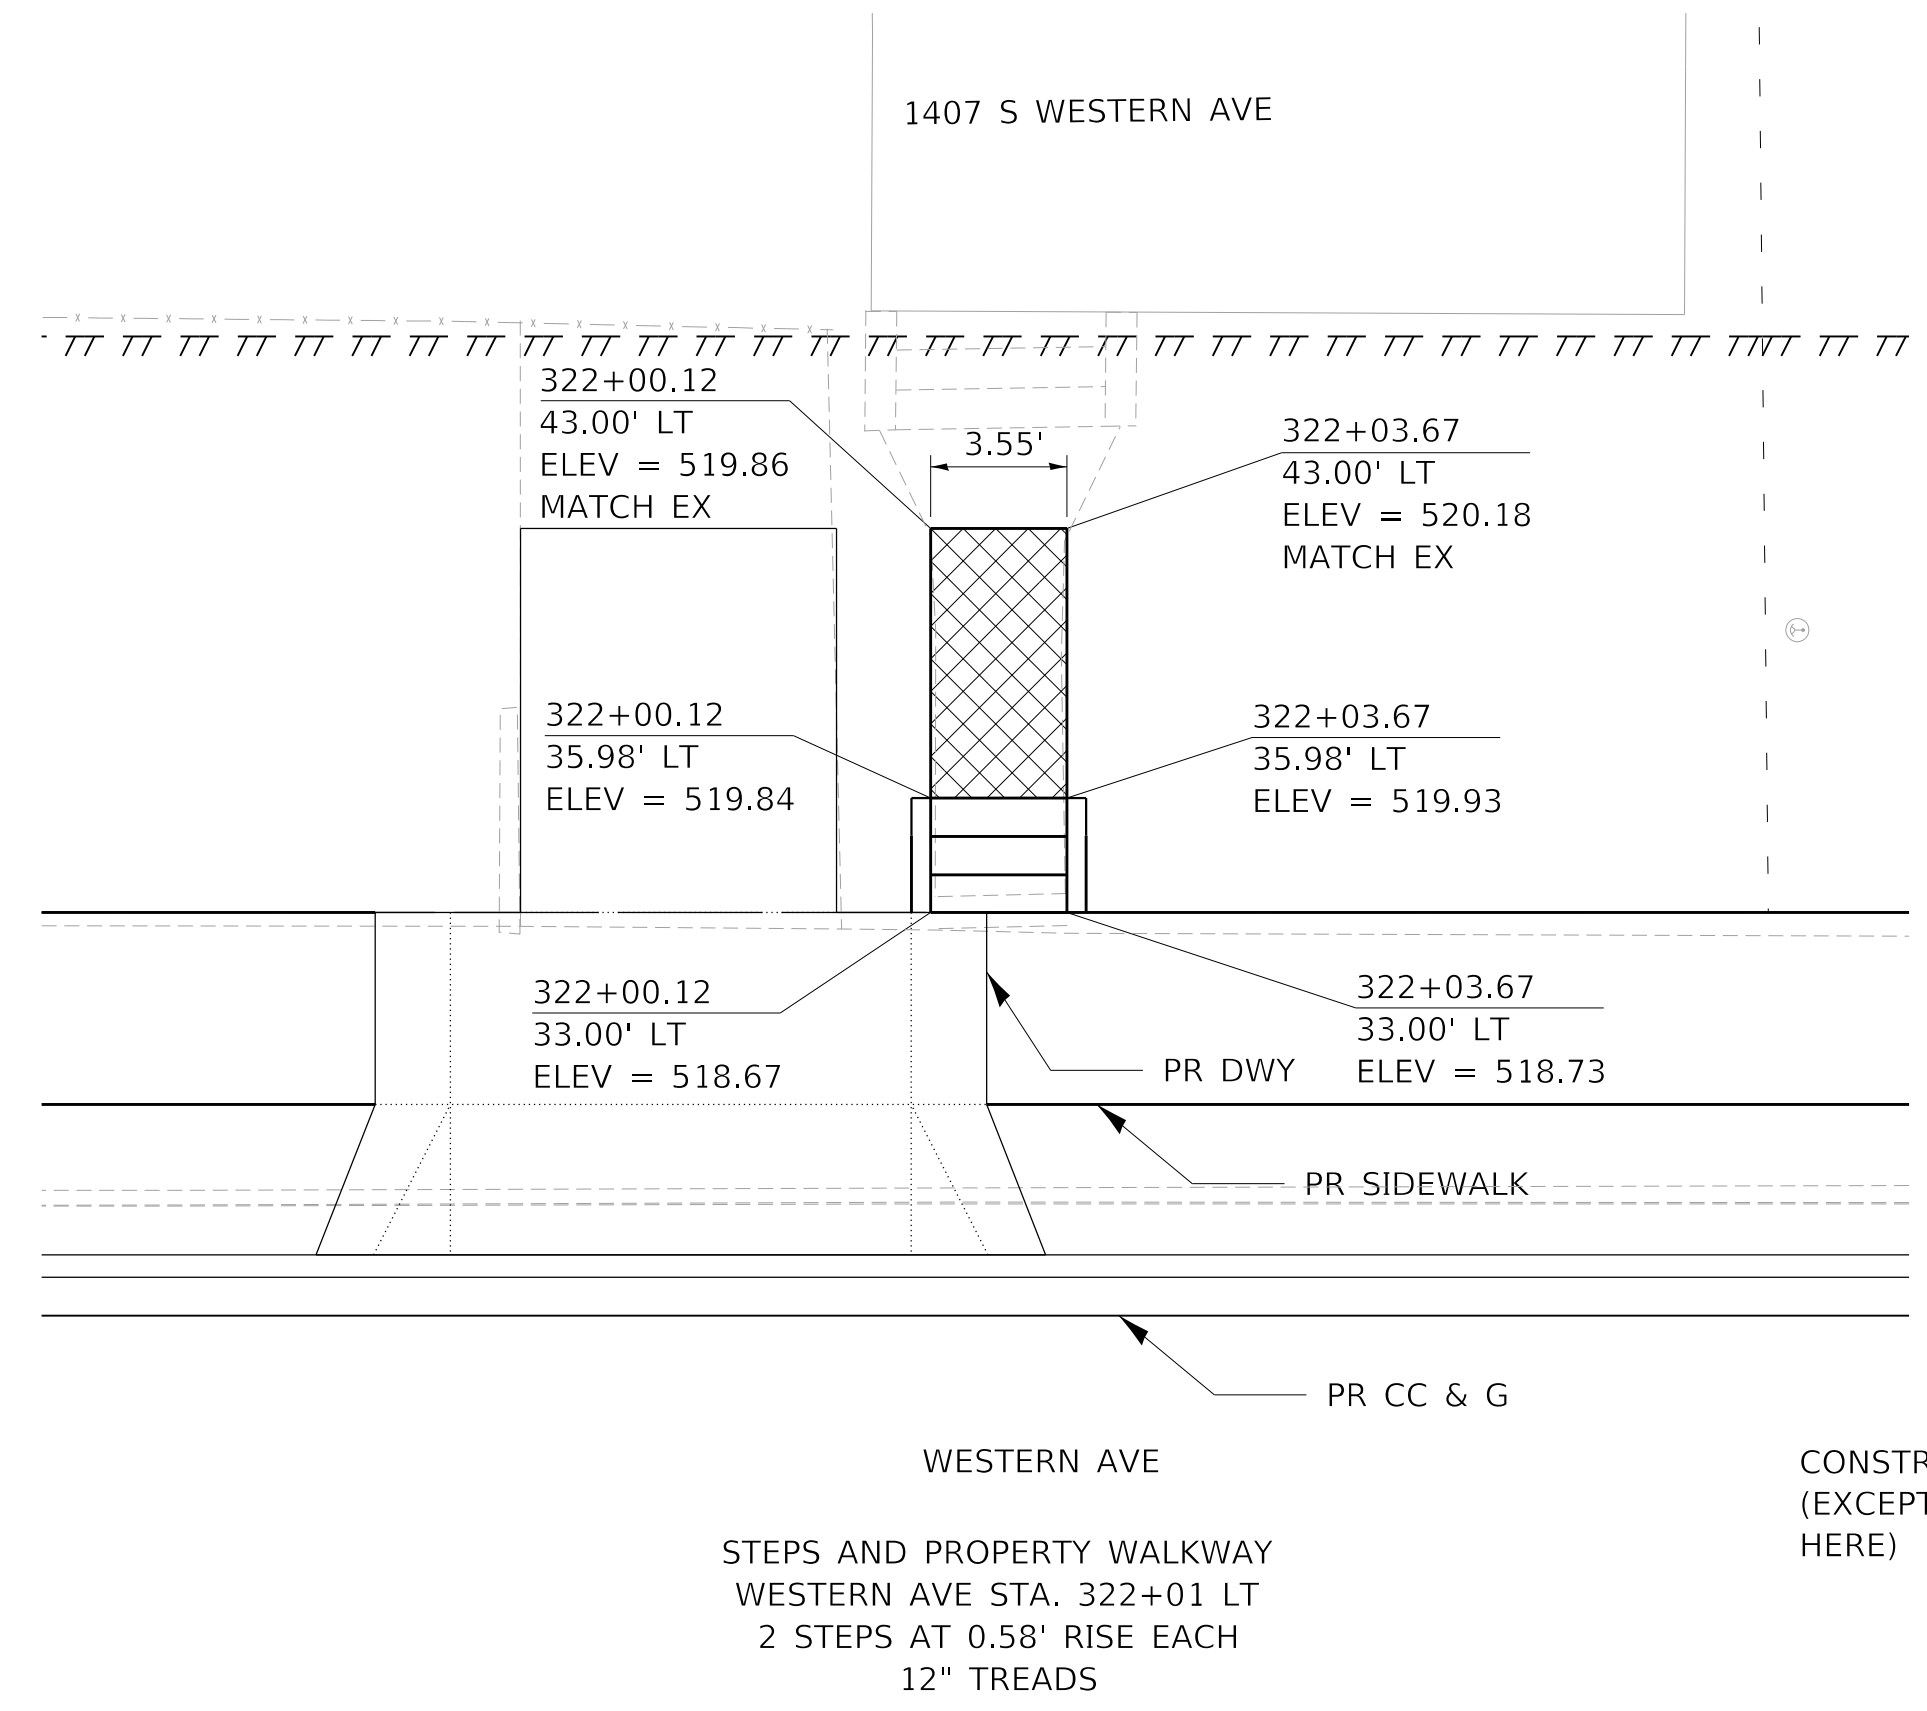 1407 S WESTERN AVE
322+00.12
43.00' LT
ELEV = 519.86
MATCH EX
3.55'
322+03.67
43.00' LT
ELEV = 520.18
MATCH EX
322+00.12
35.98' LT
ELEV = 519.84
322+03.67
35.98' LT
ELEV = 519.93
322+00.12
33.00' LT
ELEV = 518.67
322+03.67
33.00' LT
ELEV = 518.73
PR DWY
PR SIDEWALK
PR CC & G
WESTERN AVE
STEPS AND PROPERTY WALKWAY
WESTERN AVE STA. 322+01 LT
2 STEPS AT 0.58' RISE EACH
12" TREADS
CONSTR
(EXCEPT
HERE)